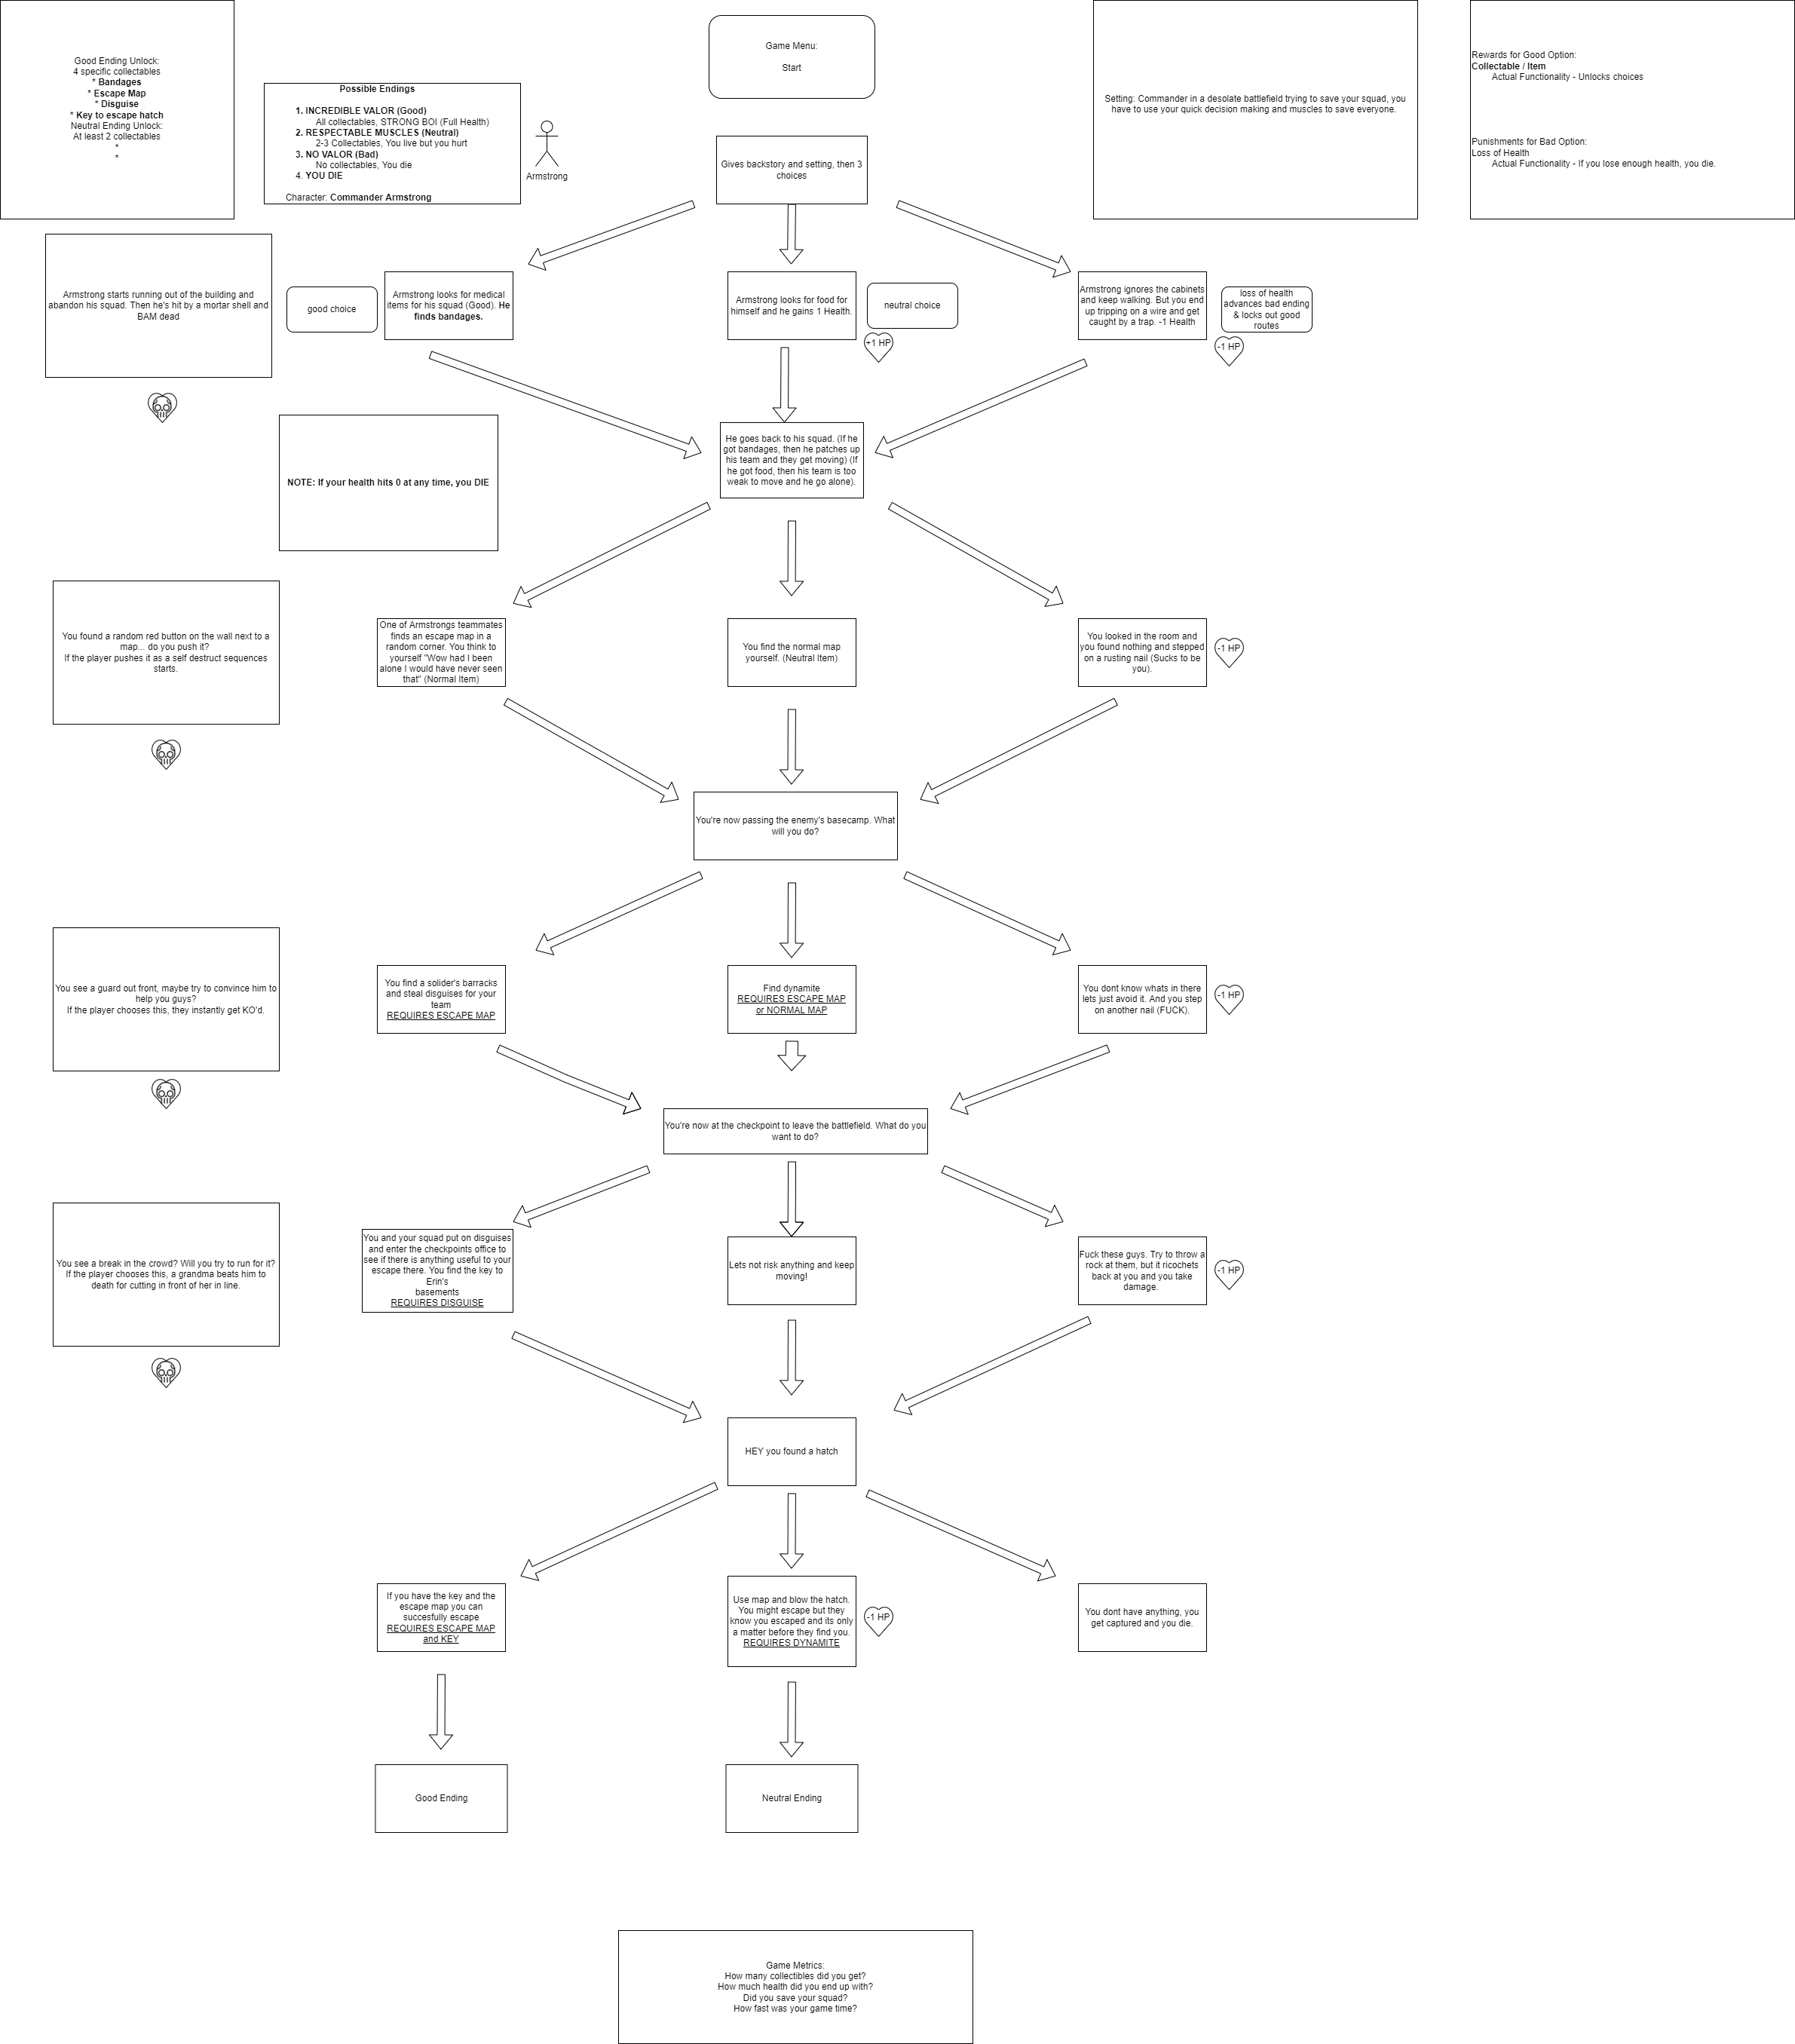 Good Ending Unlock:
4 specific collectables
* Bandages
* Escape Map
* Disguise
* Key to escape hatch
Neutral Ending Unlock:
At least 2 collectables
*
*
Possible Endings
1. INCREDIBLE VALOR (Good)
All collectables, STRONG BOI (Full Health)
2. RESPECTABLE MUSCLES (Neutral)
2-3 Collectables, You live but you hurt
3. NO VALOR (Bad)
No collectables, You die
4. YOU DIE
Character: Commander Armstrong
Armstrong
Game Menu:
Start
Setting: Commander in a desolate battlefield trying to save your squad, you
have to use your quick decision making and muscles to save everyone.
Rewards for Good Option:
Collectable / Item
Actual Functionality - Unlocks choices
Punishments for Bad Option:
Loss of Health
Actual Functionality - If you lose enough health, you die.
Gives backstory and setting, then 3
choices
Armstrong starts running out of the building and
abandon his squad. Then he's hit by a mortar shell and
BAM dead
good choice
Armstrong looks for medical
items for his squad (Good). He
finds bandages.
Armstrong looks for food for
himself and he gains 1 Health.
neutral choice
+1 HP
Armstrong ignores the cabinets
and keep walking. But you end
up tripping on a wire and get
caught by a trap. -1 Health
loss of health
advances bad ending
& locks out good
routes
-1 HP
NOTE: If your health hits 0 at any time, you DIE
He goes back to his squad. (If he
got bandages, then he patches up
his team and they get moving) (If
he got food, then his team is too
weak to move and he go alone).
You found a random red button on the wall next to a
map... do you push it?
If the player pushes it as a self destruct sequences
starts.
One of Armstrongs teammates
finds an escape map in a
random corner. You think to
yourself "Wow had I been
alone I would have never seen
that" (Normal Item)
You find the normal map
yourself. (Neutral Item)
You looked in the room and
you found nothing and stepped
on a rusting nail (Sucks to be
you).
-1 HP
You're now passing the enemy's basecamp. What
will you do?
You see a guard out front, maybe try to convince him to
help you guys?
If the player chooses this, they instantly get KO'd.
You find a solider's barracks
and steal disguises for your
team
REQUIRES ESCAPE MAP
Find dynamite
REQUIRES ESCAPE MAP
or NORMAL MAP
You dont know whats in there
lets just avoid it. And you step
on another nail (FUCK).
-1 HP
You're now at the checkpoint to leave the battlefield. What do you
want to do?
You see a break in the crowd? Will you try to run for it?
If the player chooses this, a grandma beats him to
death for cutting in front of her in line.
You and your squad put on disguises
and enter the checkpoints office to
see if there is anything useful to your
escape there. You find the key to
Erin's
basements
REQUIRES DISGUISE
Lets not risk anything and keep
moving!
Fuck these guys. Try to throw a
rock at them, but it ricochets
back at you and you take
damage.
-1 HP
HEY you found a hatch
If you have the key and the
escape map you can
succesfully escape
REQUIRES ESCAPE MAP
and KEY
Use map and blow the hatch.
You might escape but they
know you escaped and its only
a matter before they find you.
REQUIRES DYNAMITE
-1 HP
You dont have anything, you
get captured and you die.
Good Ending
Neutral Ending
Game Metrics:
How many collectibles did you get?
How much health did you end up with?
Did you save your squad?
How fast was your game time?